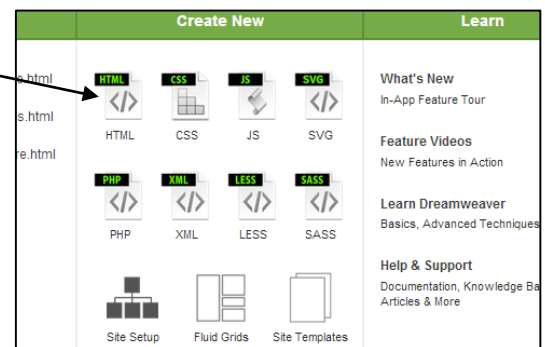 Create New
Learn
.html
s.html
re.html
HTML
CSS
JS
SVG
HTML
CSS
JS
SVG
PHP
XML
LESS
SASS
PHP
XML
LESS
SASS
Site Setup
Fluid Grids
Site Templates
What's New
In-App Feature Tour
Feature Videos
New Features in Action
Learn Dreamweaver
Basics, Advanced Techniques
Help & Support
Documentation, Knowledge Ba
Articles & More